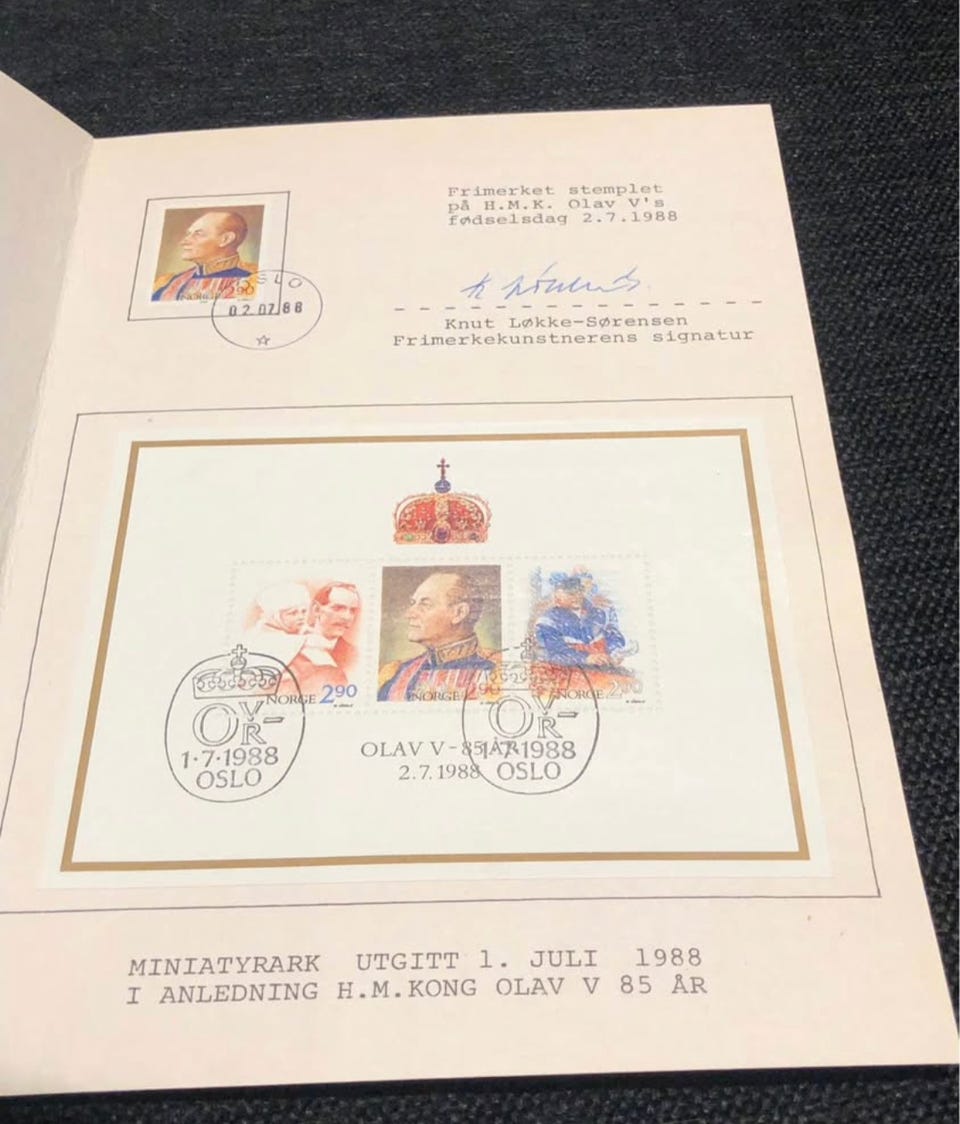 Frimerket stemplet
på H.M.K. Olav V's
fødselsdag 2.7.1988
NORGE 2.90
OSLO
02.07.88
Knut Løkke-Sørensen
Frimerkekunstnerens signatur
NORGE 2.90
NORGE 2.90
NORGE 2.90
OVR
1·7·1988
OSLO
OLAV V - 85 ÅR
2.7.1988
OVR
1·7·1988
OSLO
MINIATYRARK UTGITT 1. JULI 1988
I ANLEDNING H.M.KONG OLAV V 85 ÅR